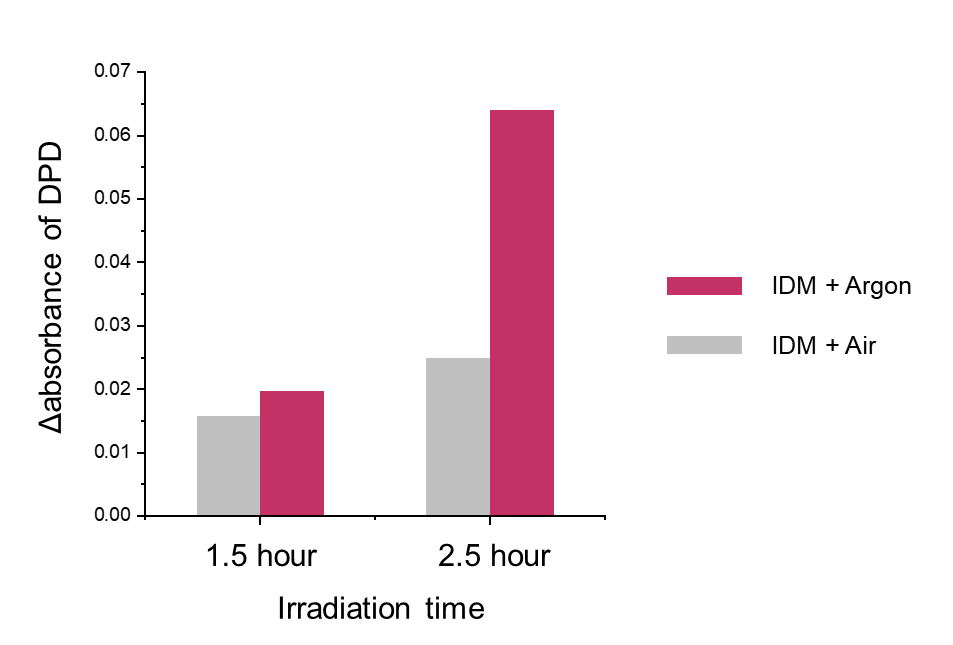 Δabsorbance of DPD
0.07
0.06
0.05
0.04
0.03
0.02
0.01
0.00
1.5 hour
2.5 hour
Irradiation time
IDM + Argon
IDM + Air